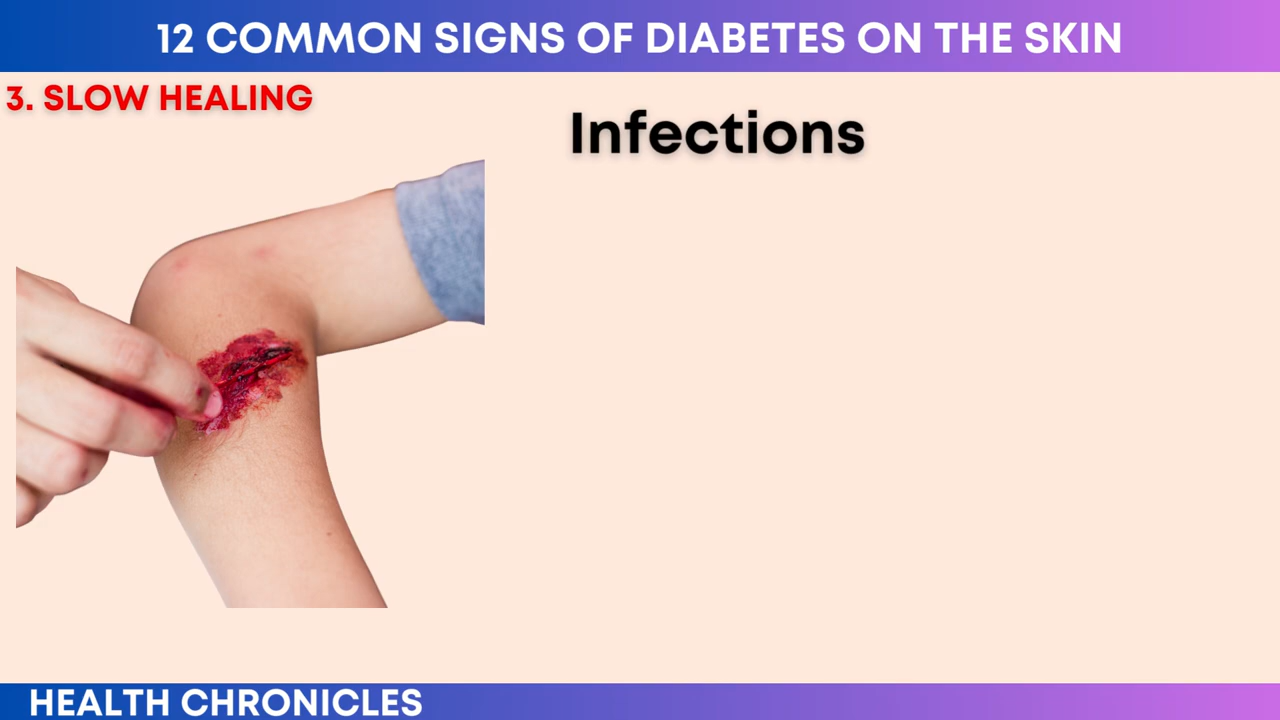 12 COMMON SIGNS OF DIABETES ON THE SKIN
3. SLOW HEALING
Infections
HEALTH CHRONICLES